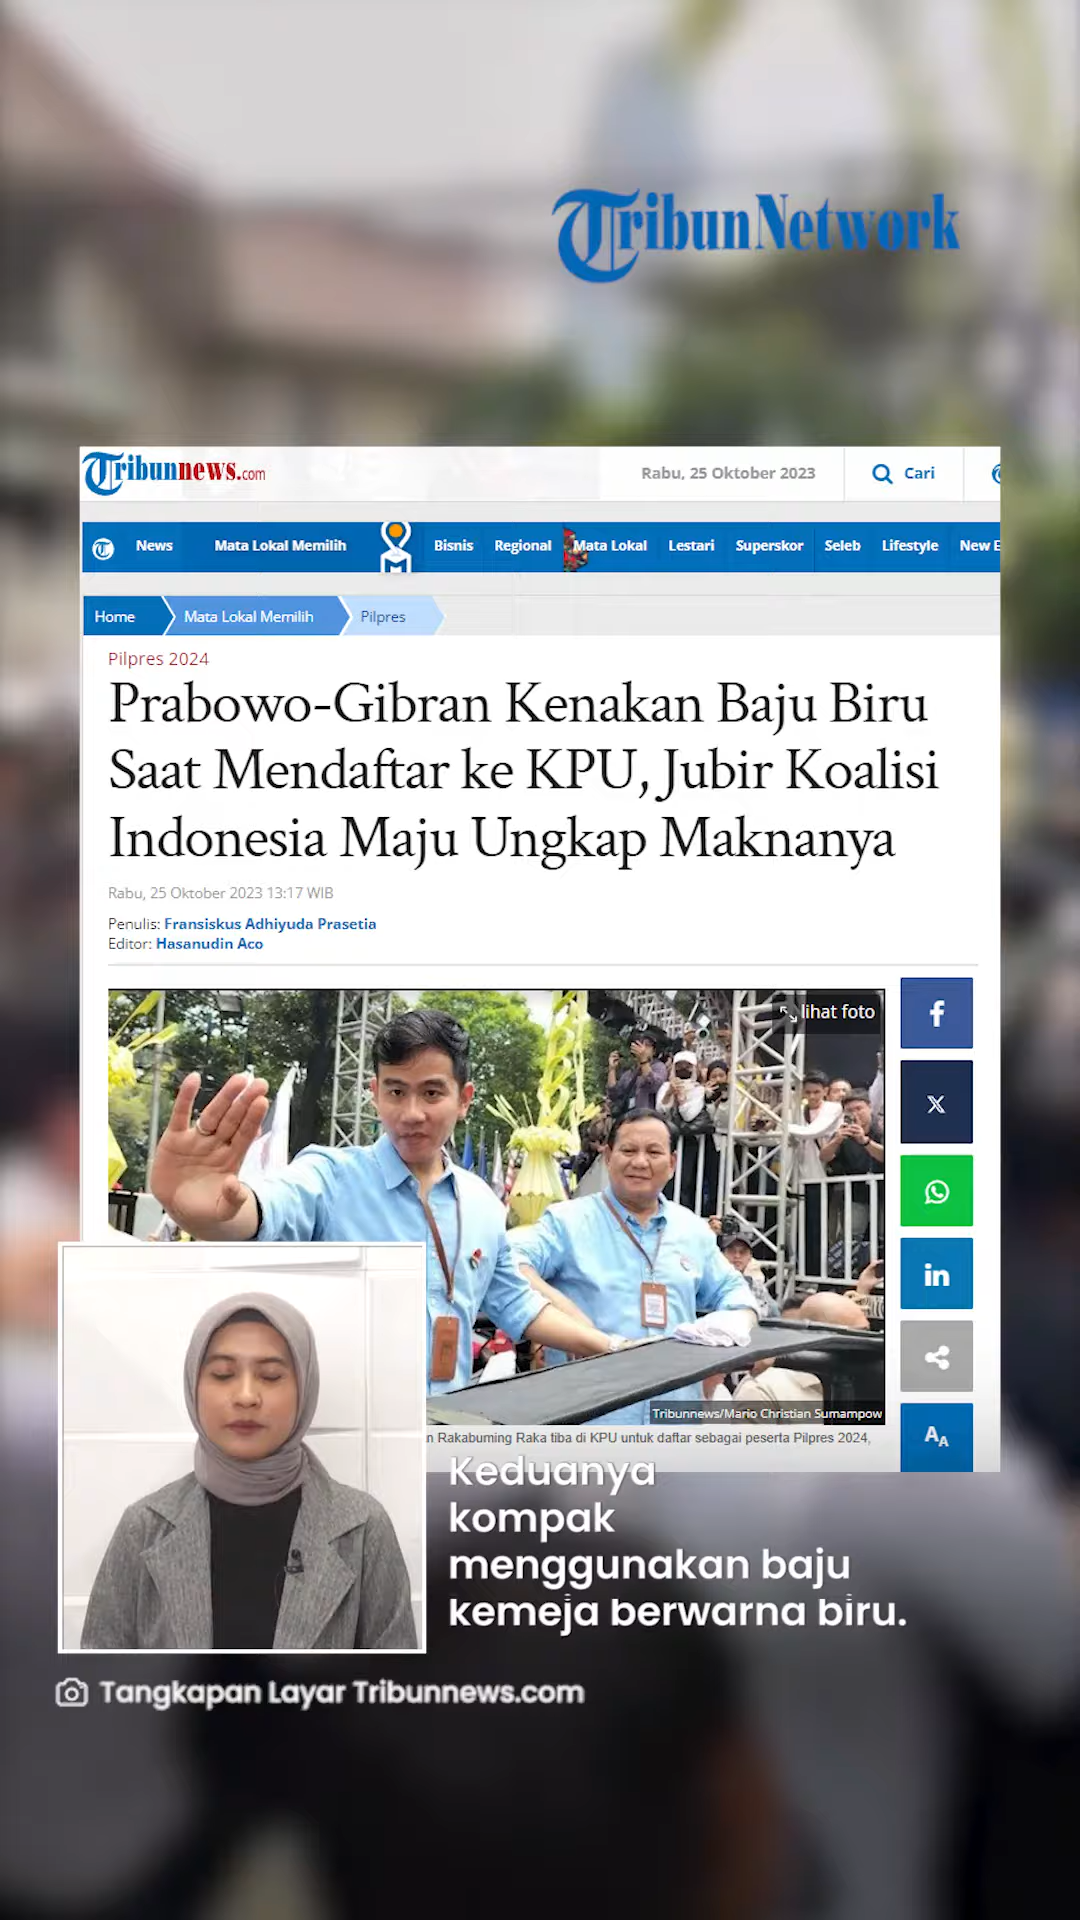 TribunNetwork
Tribunnews.com
Rabu, 25 Oktober 2023
Cari
News
Mata Lokal Memilih
Bisnis
Regional
Mata Lokal
Lestari
Superskor
Seleb
Lifestyle
New E
Home
Mata Lokal Memilih
Pilpres
Pilpres 2024
Prabowo-Gibran Kenakan Baju Biru
Saat Mendaftar ke KPU, Jubir Koalisi
Indonesia Maju Ungkap Maknanya
Rabu, 25 Oktober 2023 13:17 WIB
Penulis: Fransiskus Adhiyuda Prasetia
Editor: Hasanudin Aco
lihat foto
Tribunnews/Mario Christian Sumampow
n Rakabuming Raka tiba di KPU untuk daftar sebagai peserta Pilpres 2024,
Keduanya
kompak
menggunakan baju
kemeja berwarna biru.
Tangkapan Layar Tribunnews.com